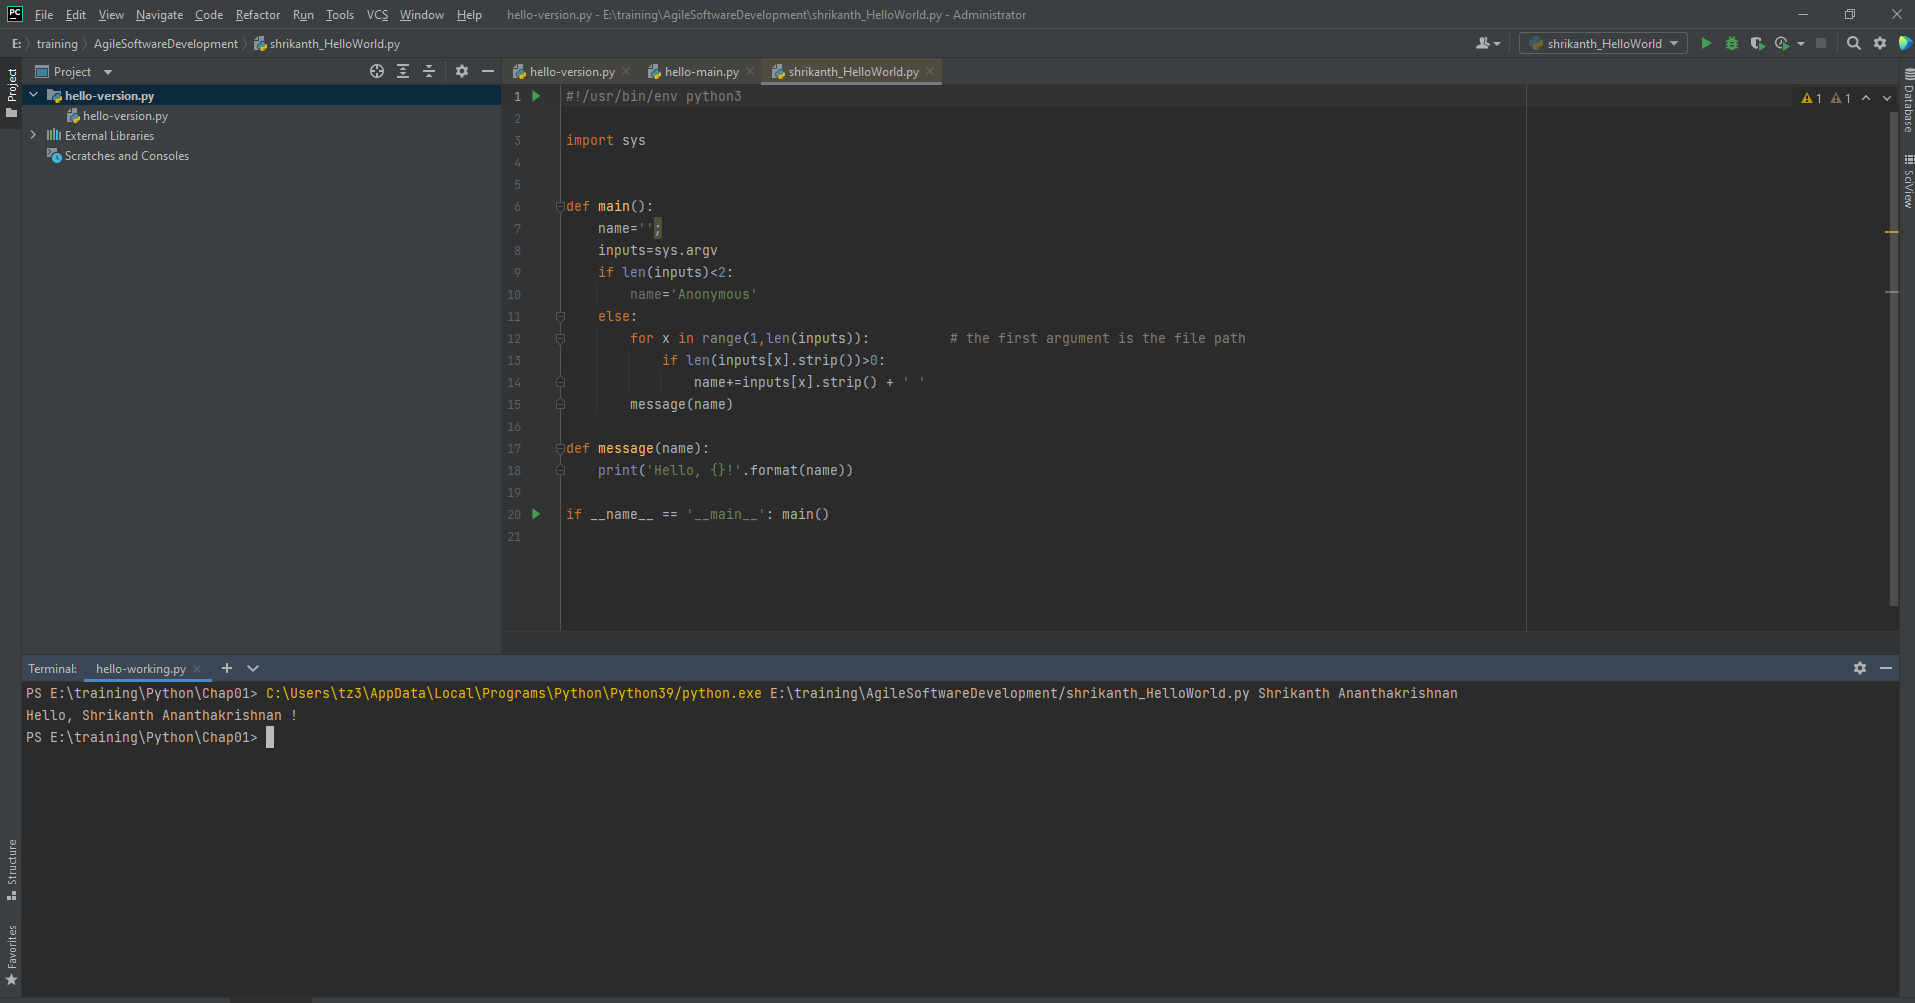 PC File Edit View Navigate Code Refactor Run Tools VCS Window Help hello-version.py - E:\training\AgileSoftwareDevelopment\shrikanth_HelloWorld.py - Administrator
E: training AgileSoftwareDevelopment shrikanth_HelloWorld.py shrikanth_HelloWorld
Project Project hello-version.py hello-main.py shrikanth_HelloWorld.py
hello-version.py
hello-version.py
External Libraries
Scratches and Consoles
1 #!/usr/bin/env python3
2
3 import sys
4
5
6 def main():
7 name='';
8 inputs=sys.argv
9 if len(inputs)<2:
10 name='Anonymous'
11 else:
12 for x in range(1,len(inputs)): # the first argument is the file path
13 if len(inputs[x].strip())>0:
14 name+=inputs[x].strip() + ' '
15 message(name)
16
17 def message(name):
18 print('Hello, {}!'.format(name))
19
20 if __name__ == '__main__': main()
21
1 1
Database
SciView
Terminal: hello-working.py
PS E:\training\Python\Chap01> C:\Users\tz3\AppData\Local\Programs\Python\Python39/python.exe E:\training\AgileSoftwareDevelopment/shrikanth_HelloWorld.py Shrikanth Ananthakrishnan
Hello, Shrikanth Ananthakrishnan !
PS E:\training\Python\Chap01>
Structure
Favorites